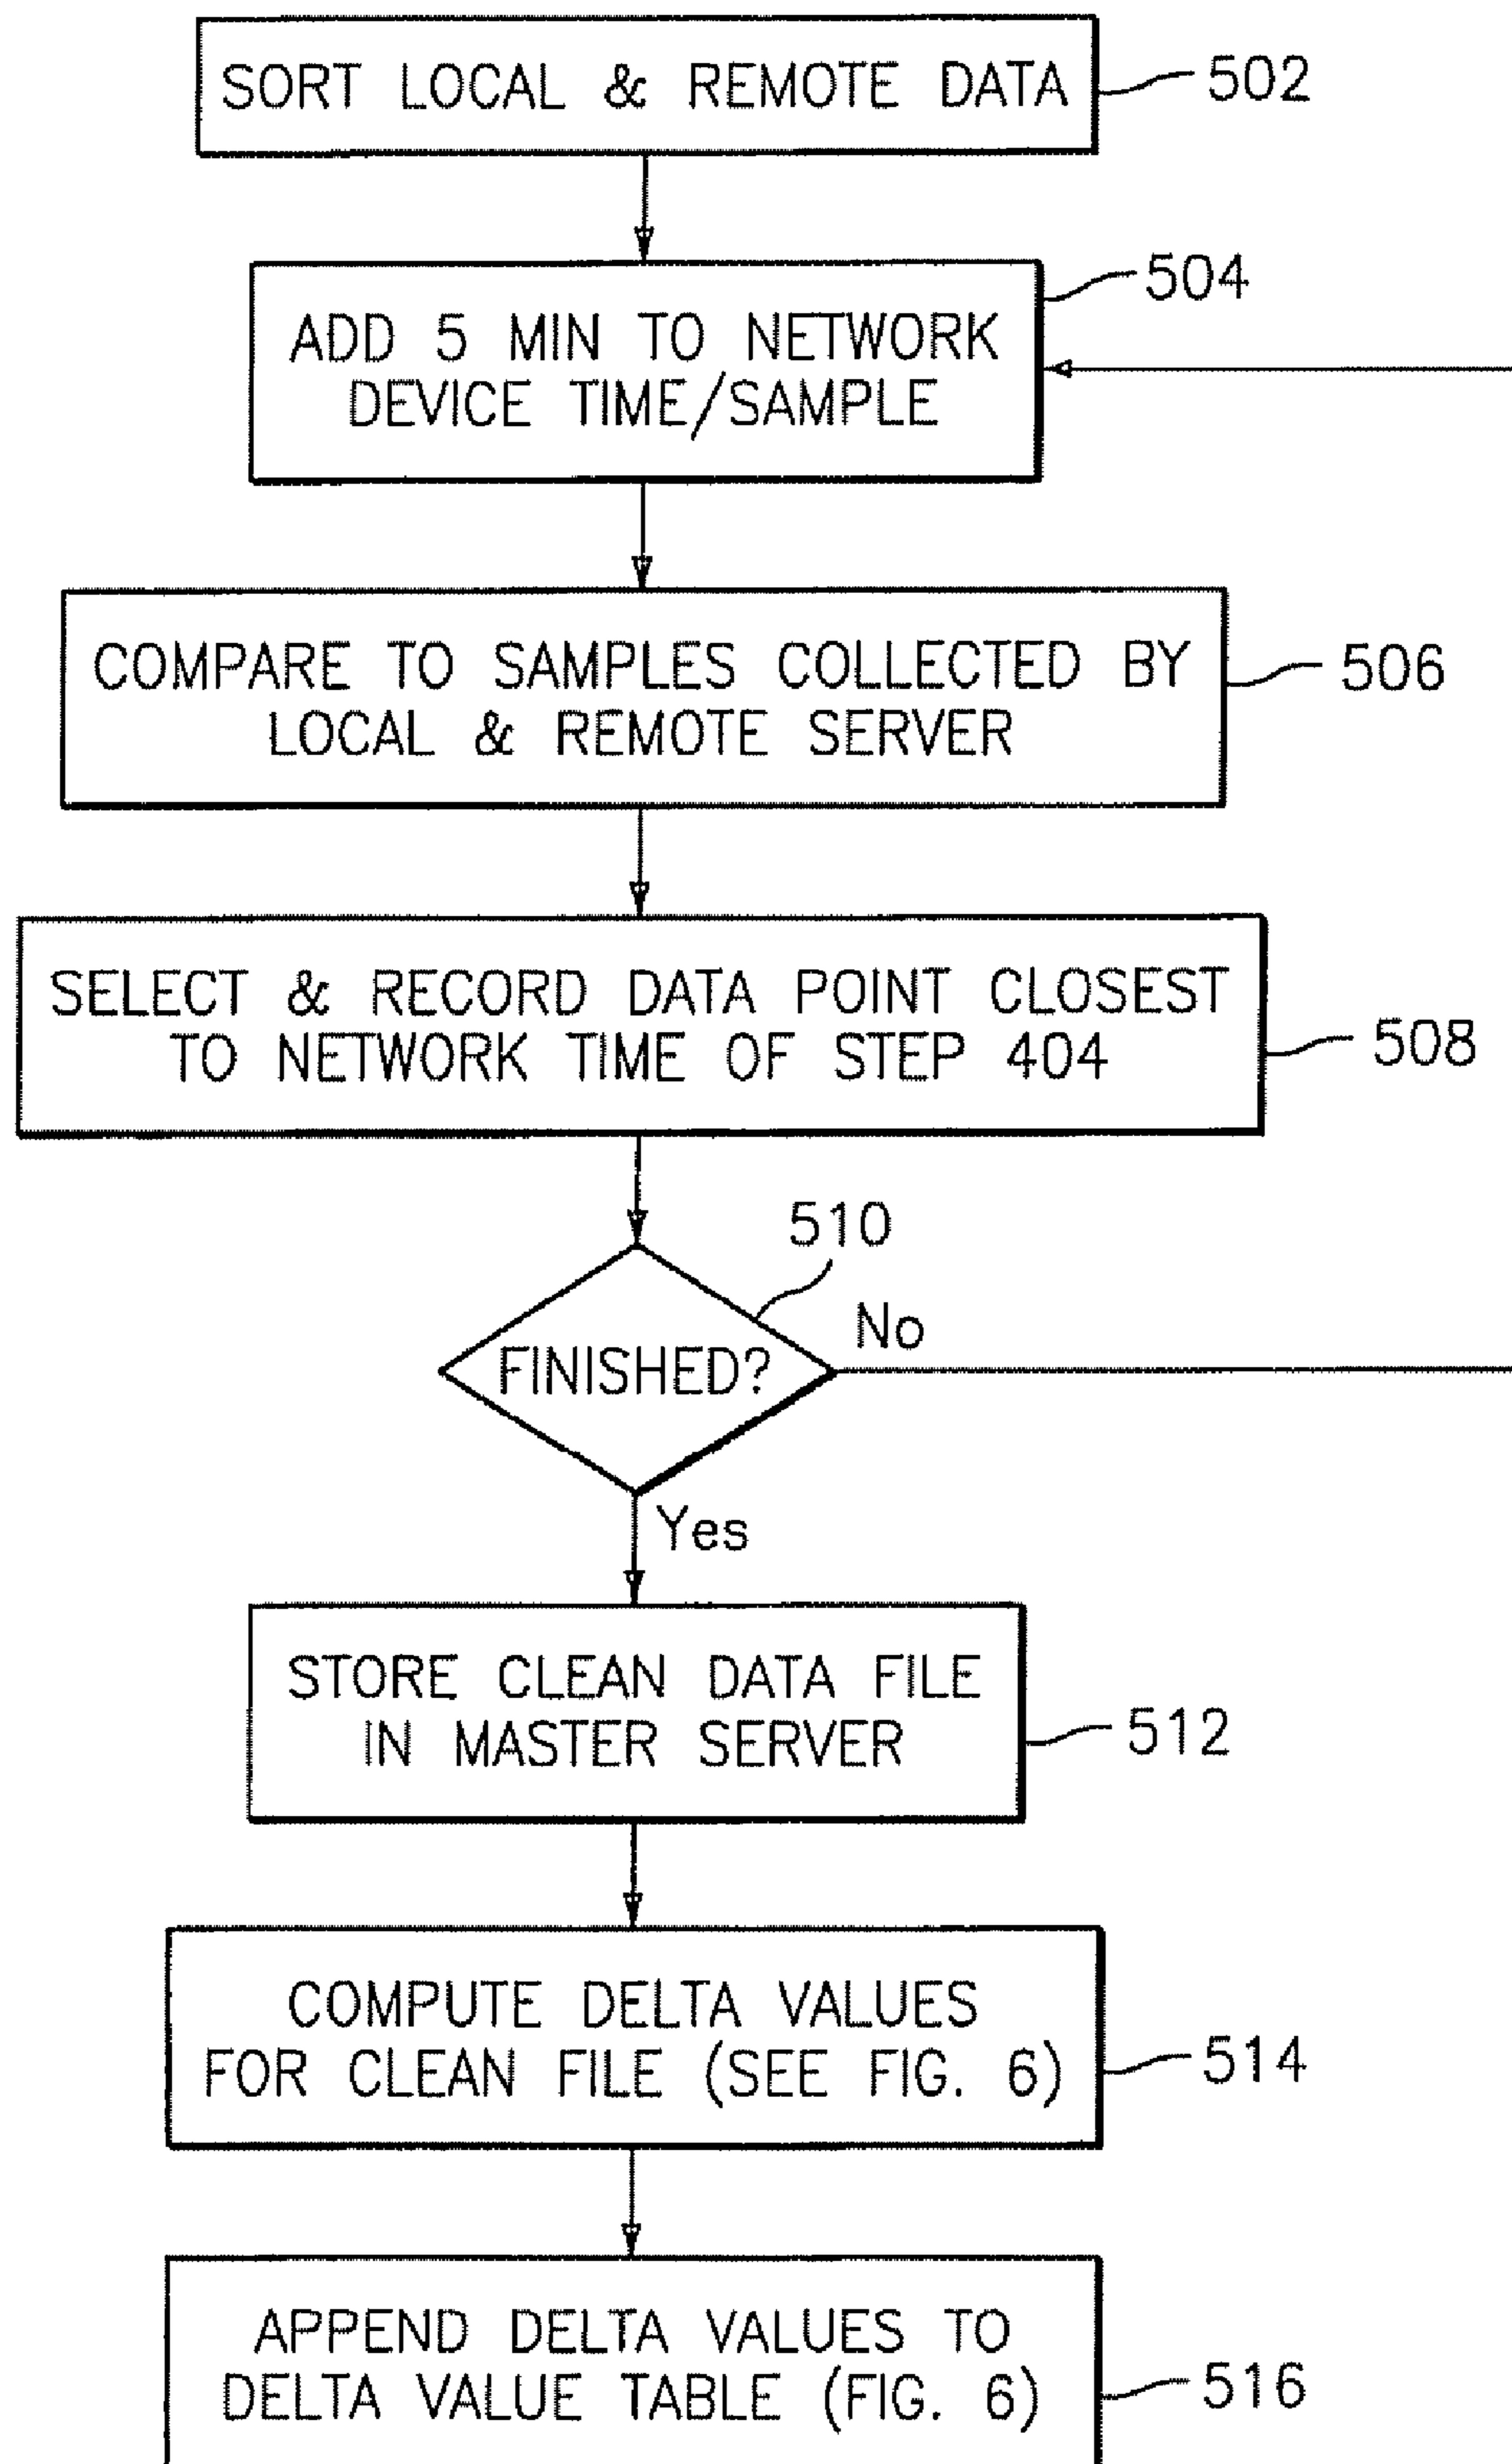 SORT LOCAL & REMOTE DATA
502
504
ADD 5 MIN TO NETWORK
DEVICE TIME/SAMPLE
COMPARE TO SAMPLES COLLECTED BY
LOCAL & REMOTE SERVER
506
SELECT & RECORD DATA POINT CLOSEST
TO NETWORK TIME OF STEP 404
508
510
No
FINISHED?
Yes
STORE CLEAN DATA FILE
IN MASTER SERVER
512
COMPUTE DELTA VALUES
FOR CLEAN FILE (SEE FIG. 6)
514
APPEND DELTA VALUES TO
DELTA VALUE TABLE (FIG. 6)
516